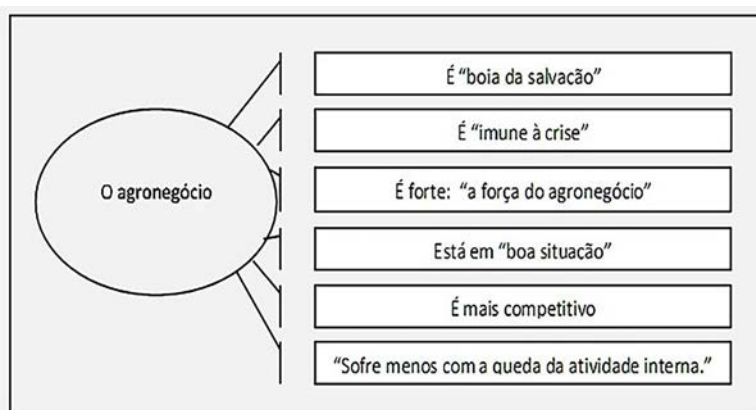 É “boia da salvação”
É “imune à crise”
O agronegócio
É forte: “a força do agronegócio”
Está em “boa situação”
É mais competitivo
“Sofre menos com a queda da atividade interna.”